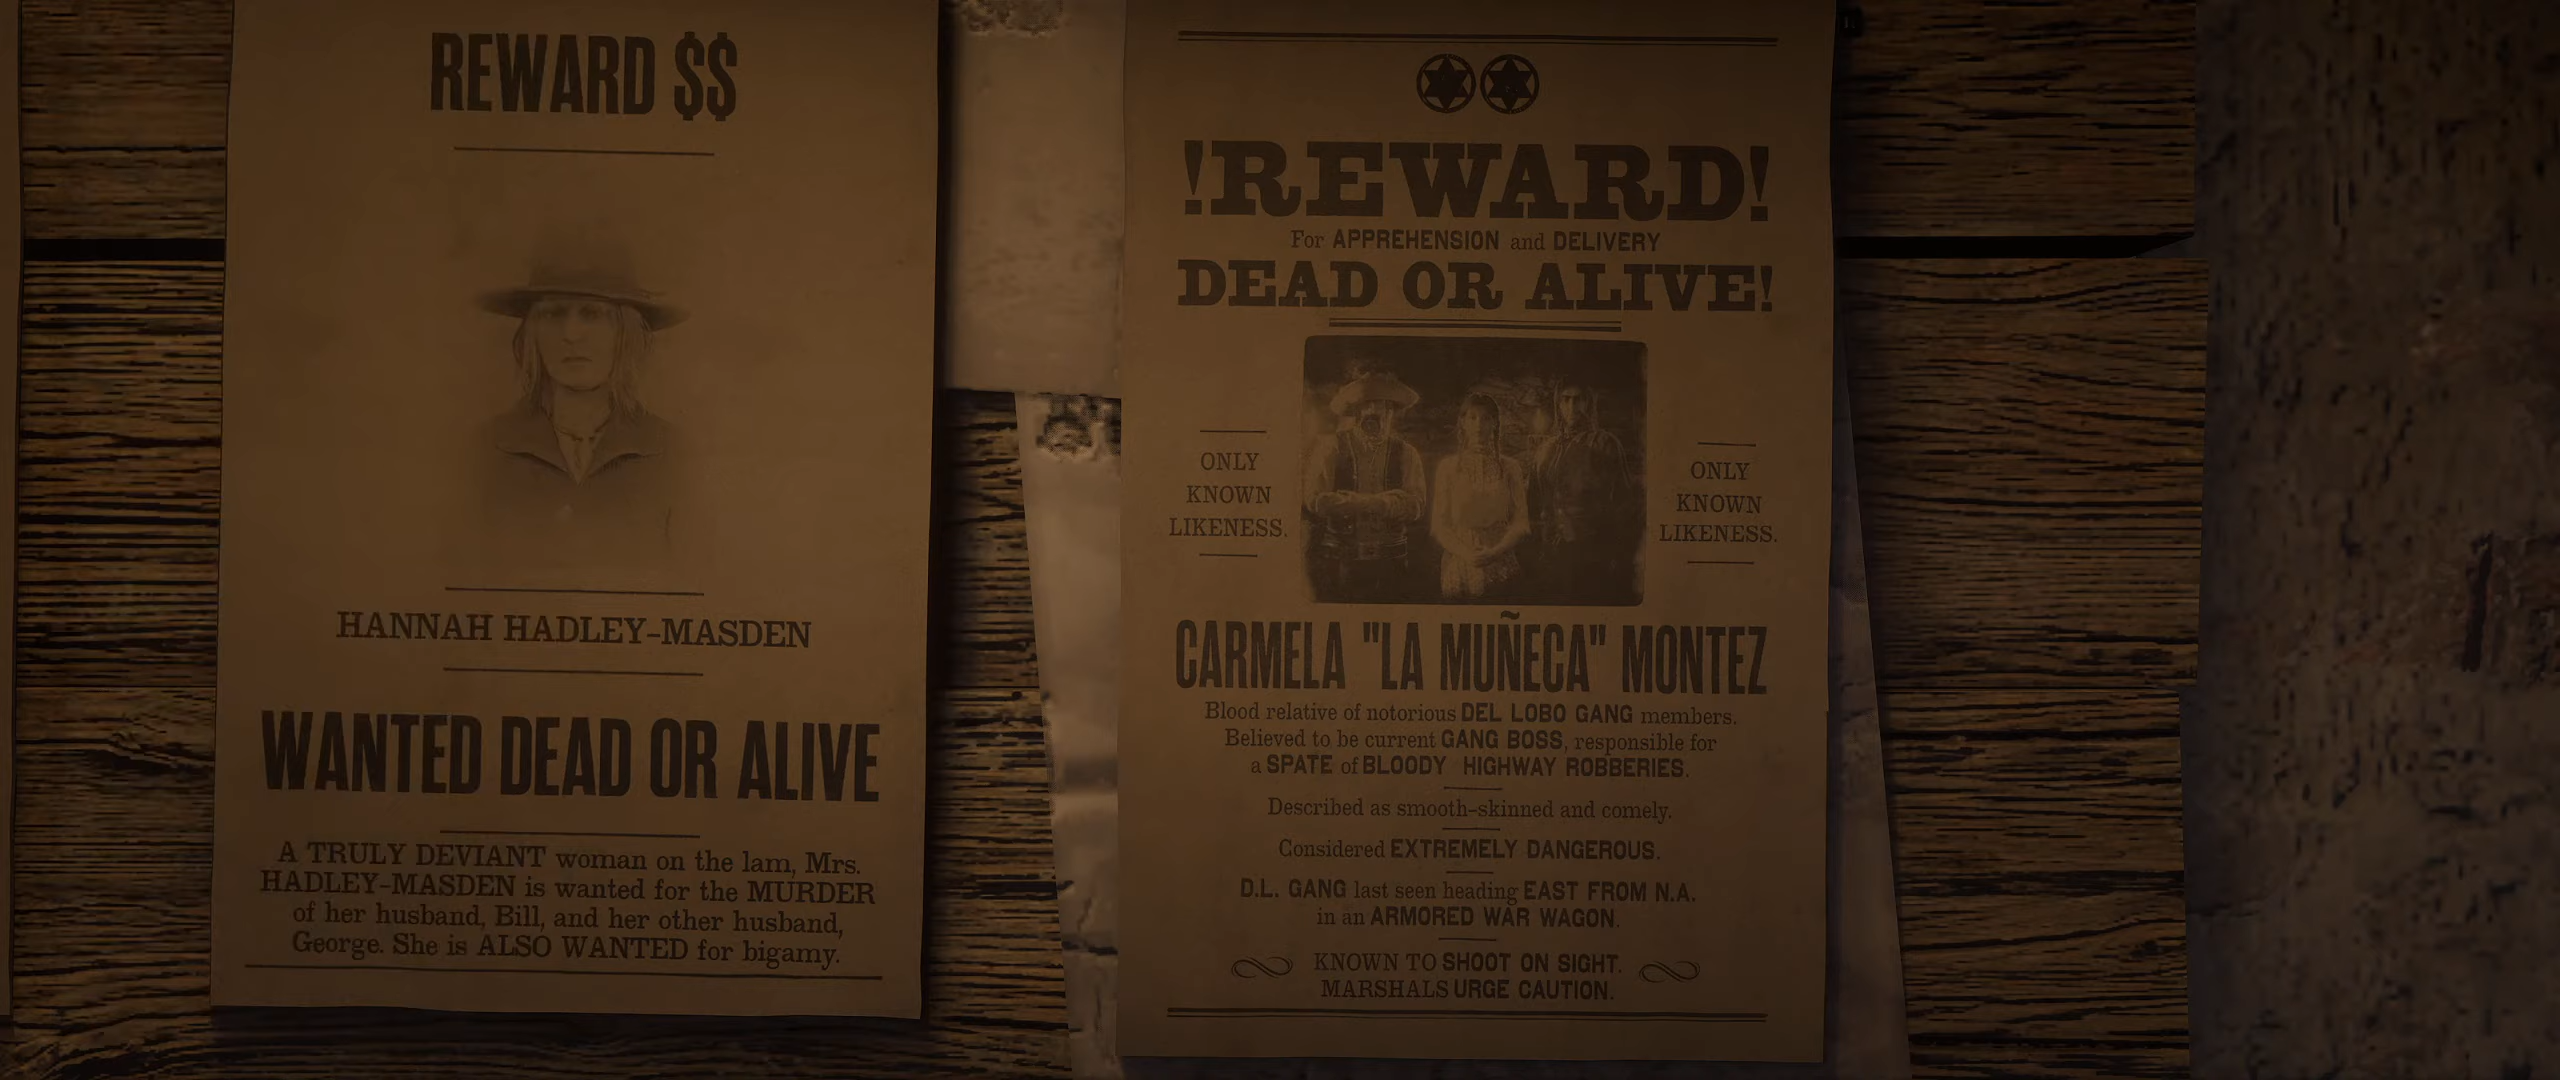 REWARD $$
HANNAH HADLEY-MASDEN
WANTED DEAD OR ALIVE
A TRULY DEVIANT woman on the lam, Mrs.
HADLEY-MASDEN is wanted for the MURDER
of her husband, Bill, and her other husband,
George. She is ALSO WANTED for bigamy.
!REWARD!
For APPREHENSION and DELIVERY
DEAD OR ALIVE!
ONLY
KNOWN
LIKENESS.
ONLY
KNOWN
LIKENESS.
CARMELA "LA MUÑECA" MONTEZ
Blood relative of notorious DEL LOBO GANG members.
Believed to be current GANG BOSS, responsible for
a SPATE of BLOODY HIGHWAY ROBBERIES.
Described as smooth-skinned and comely.
Considered EXTREMELY DANGEROUS.
D.L. GANG last seen heading EAST FROM N.A.
in an ARMORED WAR WAGON.
KNOWN TO SHOOT ON SIGHT.
MARSHALS URGE CAUTION.